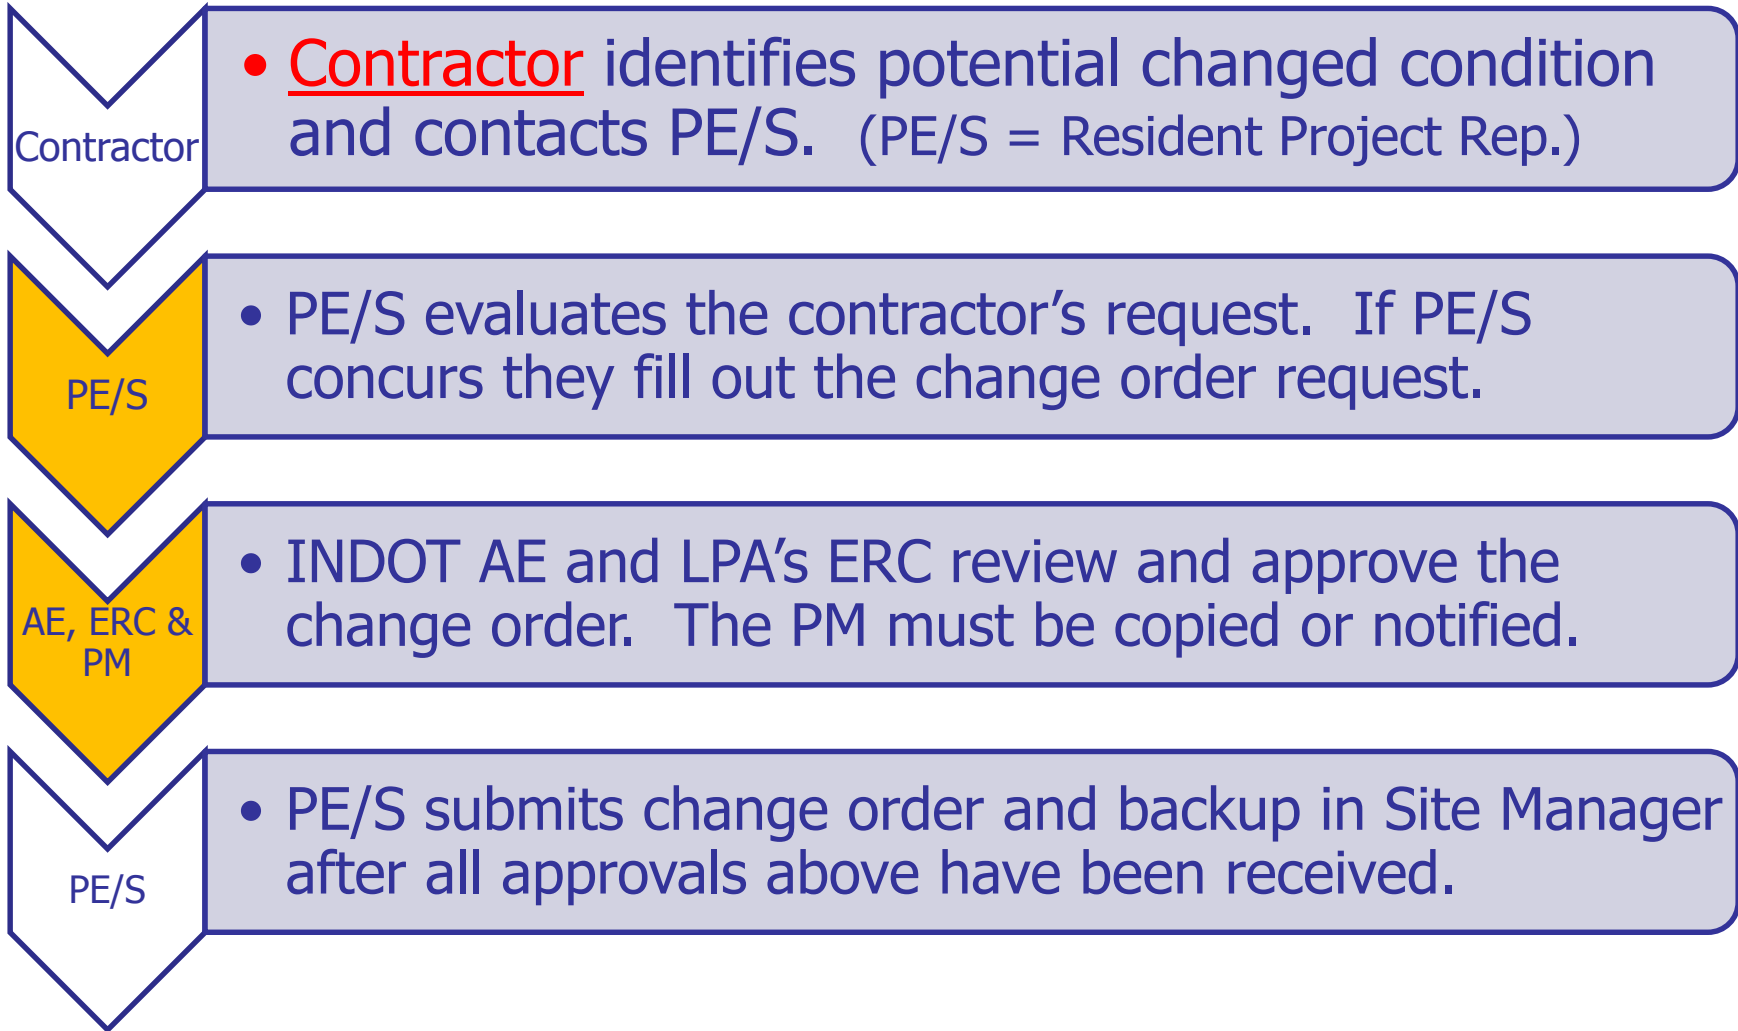 Contractor
• Contractor identifies potential changed condition
and contacts PE/S. (PE/S = Resident Project Rep.)
PE/S
• PE/S evaluates the contractor’s request. If PE/S
concurs they fill out the change order request.
AE, ERC &
PM
• INDOT AE and LPA’s ERC review and approve the
change order. The PM must be copied or notified.
PE/S
• PE/S submits change order and backup in Site Manager
after all approvals above have been received.